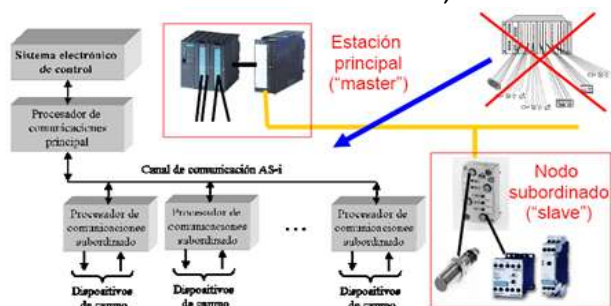 Sistema electrónico
de control
Procesador de
comunicaciones
principal
Estación
principal
("master")
Canal de comunicación AS-i
Procesador de
comunicaciones
subordinado
Procesador de
comunicaciones
subordinado
...
Procesador de
comunicaciones
subordinado
Dispositivos
de campo
Dispositivos
de campo
Dispositivos
de campo
Nodo
subordinado
("slave")